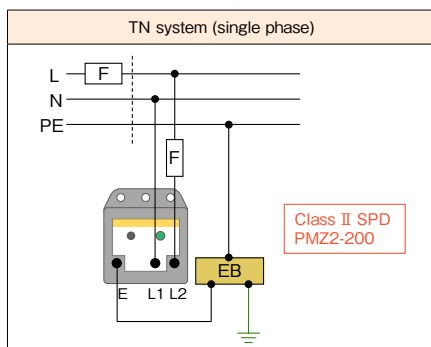 TN system (single phase)
L F
N
PE
F
Class Ⅱ SPD
PMZ2-200
EB
E L1 L2